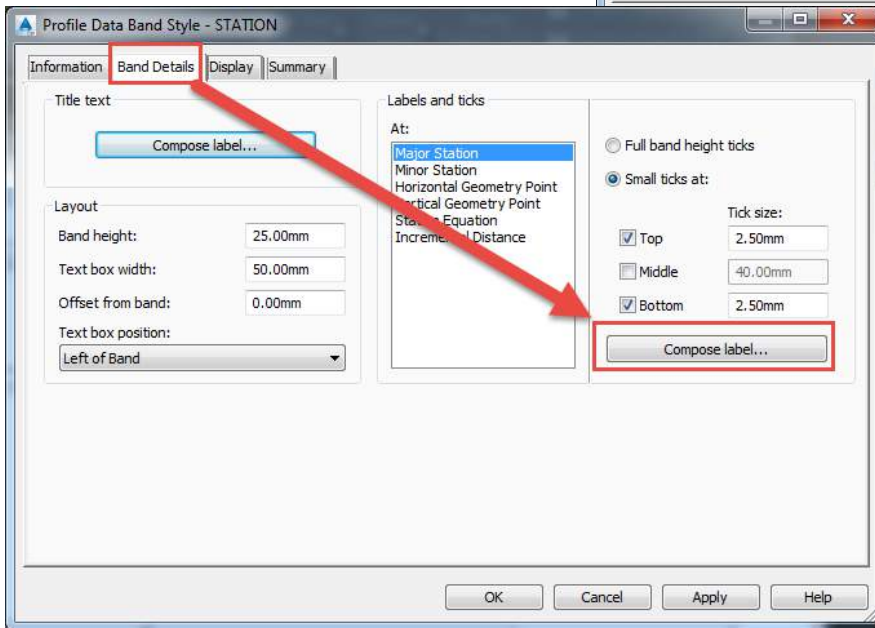 Profile Data Band Style - STATION
Information
Band Details
Display
Summary
Title text
Compose label...
Layout
Band height:
25.00mm
Text box width:
50.00mm
Offset from band:
0.00mm
Text box position:
Left of Band
Labels and ticks
At:
Major Station
Minor Station
Horizontal Geometry Point
Vertical Geometry Point
Station Equation
Incremental Distance
Full band height ticks
Small ticks at:
Tick size:
Top
2.50mm
Middle
40.00mm
Bottom
2.50mm
Compose label...
OK
Cancel
Apply
Help